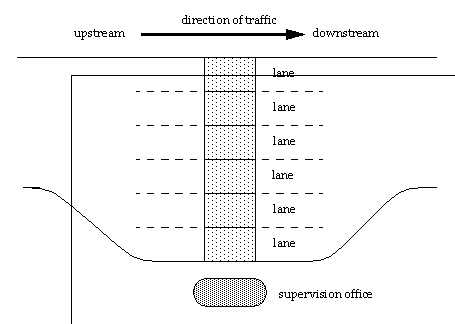 direction of traffic
upstream downstream
lane
lane
lane
lane
lane
lane
supervision office